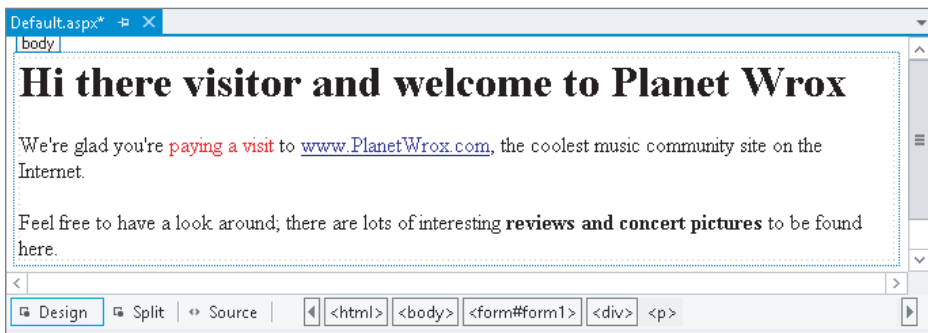 Default.aspx*
body
Hi there visitor and welcome to Planet Wrox
We're glad you're paying a visit to www.PlanetWrox.com, the coolest music community site on the
Internet.
Feel free to have a look around; there are lots of interesting reviews and concert pictures to be found
here.
Design Split Source <html> <body> <form#form1> <div> <p>